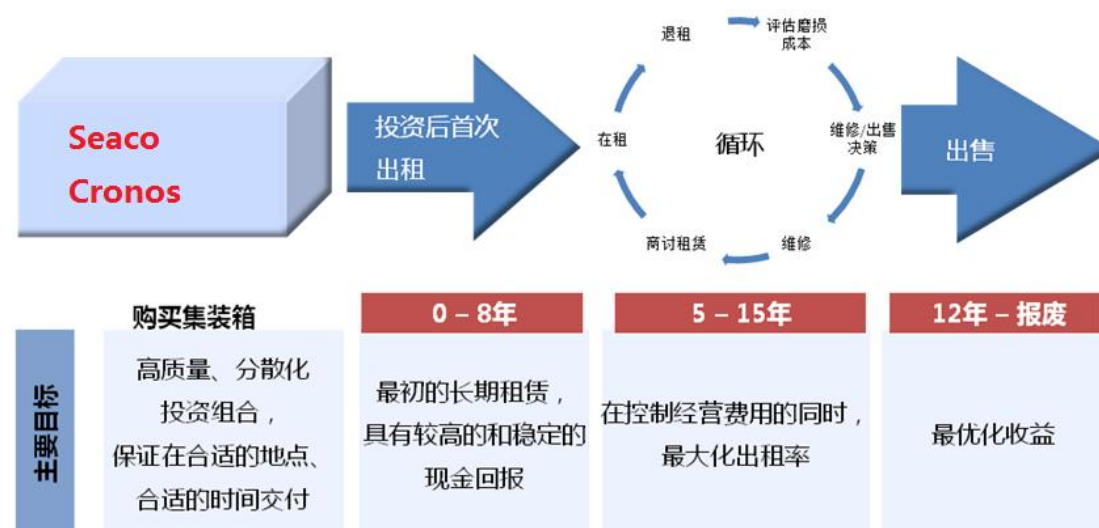 Seaco
Cronos
投资后首次
出租
退租
评估磨损
成本
维修/出售
决策
维修
商讨租赁
在租
循环
出售
购买集装箱
0 – 8年
5 – 15年
12年 – 报废
主要目标
高质量、分散化
投资组合，
保证在合适的地点、
合适的时间交付
最初的长期租赁，
具有较高的和稳定的
现金回报
在控制经营费用的同时，
最大化出租率
最优化收益